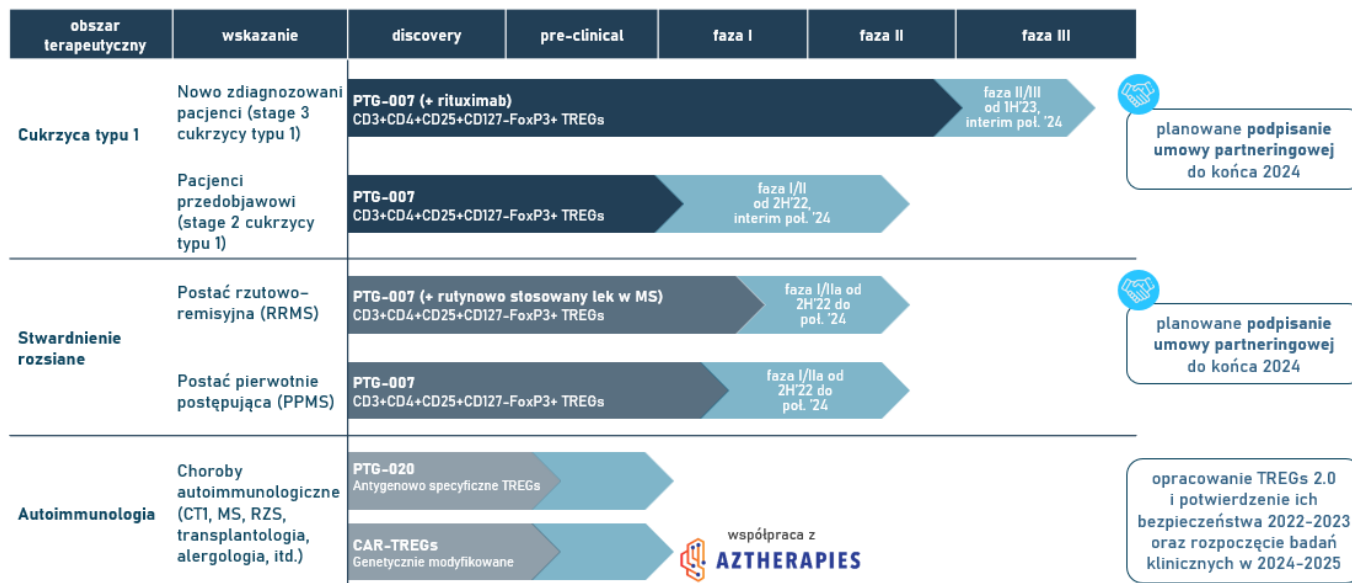 obszar
terapeutyczny
wskazanie
discovery
pre-clinical
faza I
faza II
faza III
Cukrzyca typu 1
Nowo zdiagnozowani
pacjenci (stage 3
cukrzycy typu 1)
PTG-007 (+ rituximab)
CD3+CD4+CD25+CD127-FoxP3+ TREGs
faza II/III
od 1H'23,
interim poł. '24
planowane podpisanie
umowy partneringowej
do końca 2024
Pacjenci
przedobjawowi
(stage 2 cukrzycy
typu 1)
PTG-007
CD3+CD4+CD25+CD127-FoxP3+ TREGs
faza I/II
od 2H'22,
interim poł. '24
Stwardnienie
rozsiane
Postać rzutowo-
remisyjna (RRMS)
PTG-007 (+ rutynowo stosowany lek w MS)
CD3+CD4+CD25+CD127-FoxP3+ TREGs
faza I/IIa od
2H'22 do
poł. '24
planowane podpisanie
umowy partneringowej
do końca 2024
Postać pierwotnie
postępująca (PPMS)
PTG-007
CD3+CD4+CD25+CD127-FoxP3+ TREGs
faza I/IIa od
2H'22 do
poł. '24
Autoimmunologia
Choroby
autoimmunologiczne
(CT1, MS, RZS,
transplantologia,
alergologia, itd.)
PTG-020
Antygenowo specyficzne TREGs
CAR-TREGs
Genetycznie modyfikowane
współpraca z
AZTHERAPIES
opracowanie TREGs 2.0
i potwierdzenie ich
bezpieczeństwa 2022-2023
oraz rozpoczęcie badań
klinicznych w 2024-2025